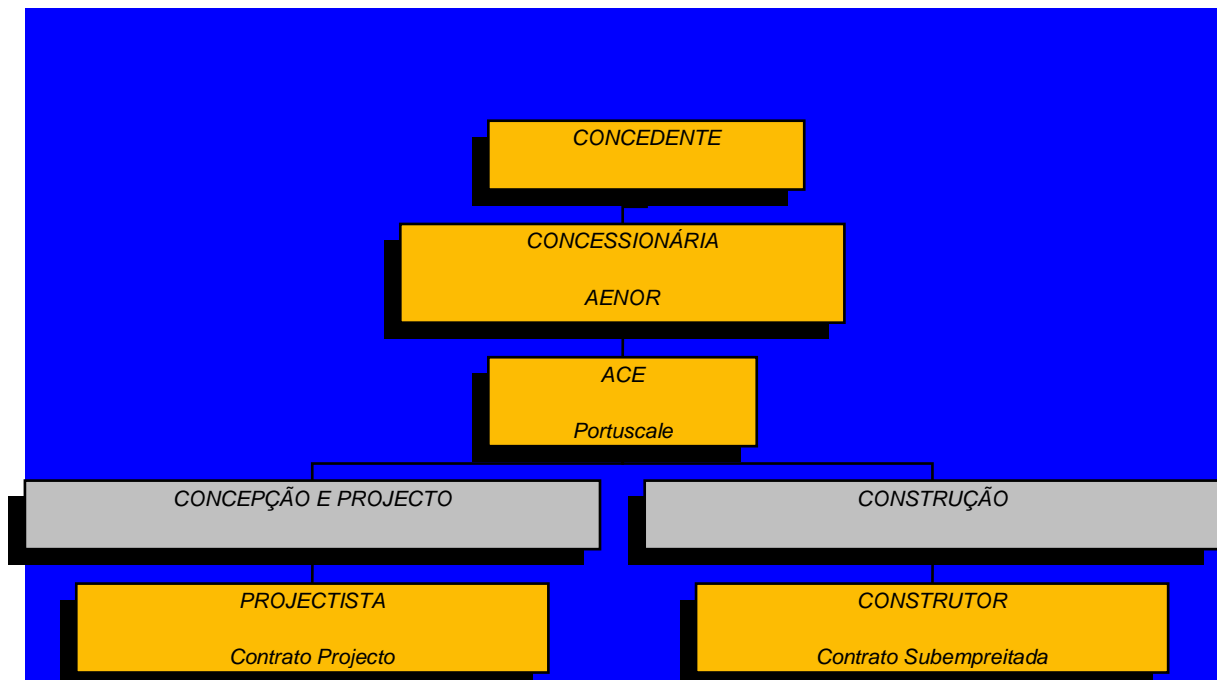 CONCEDENTE
CONCESSIONÁRIA
AENOR
ACE
Portuscale
CONCEPÇÃO E PROJECTO
CONSTRUÇÃO
PROJECTISTA
Contrato Projecto
CONSTRUTOR
Contrato Subempreitada